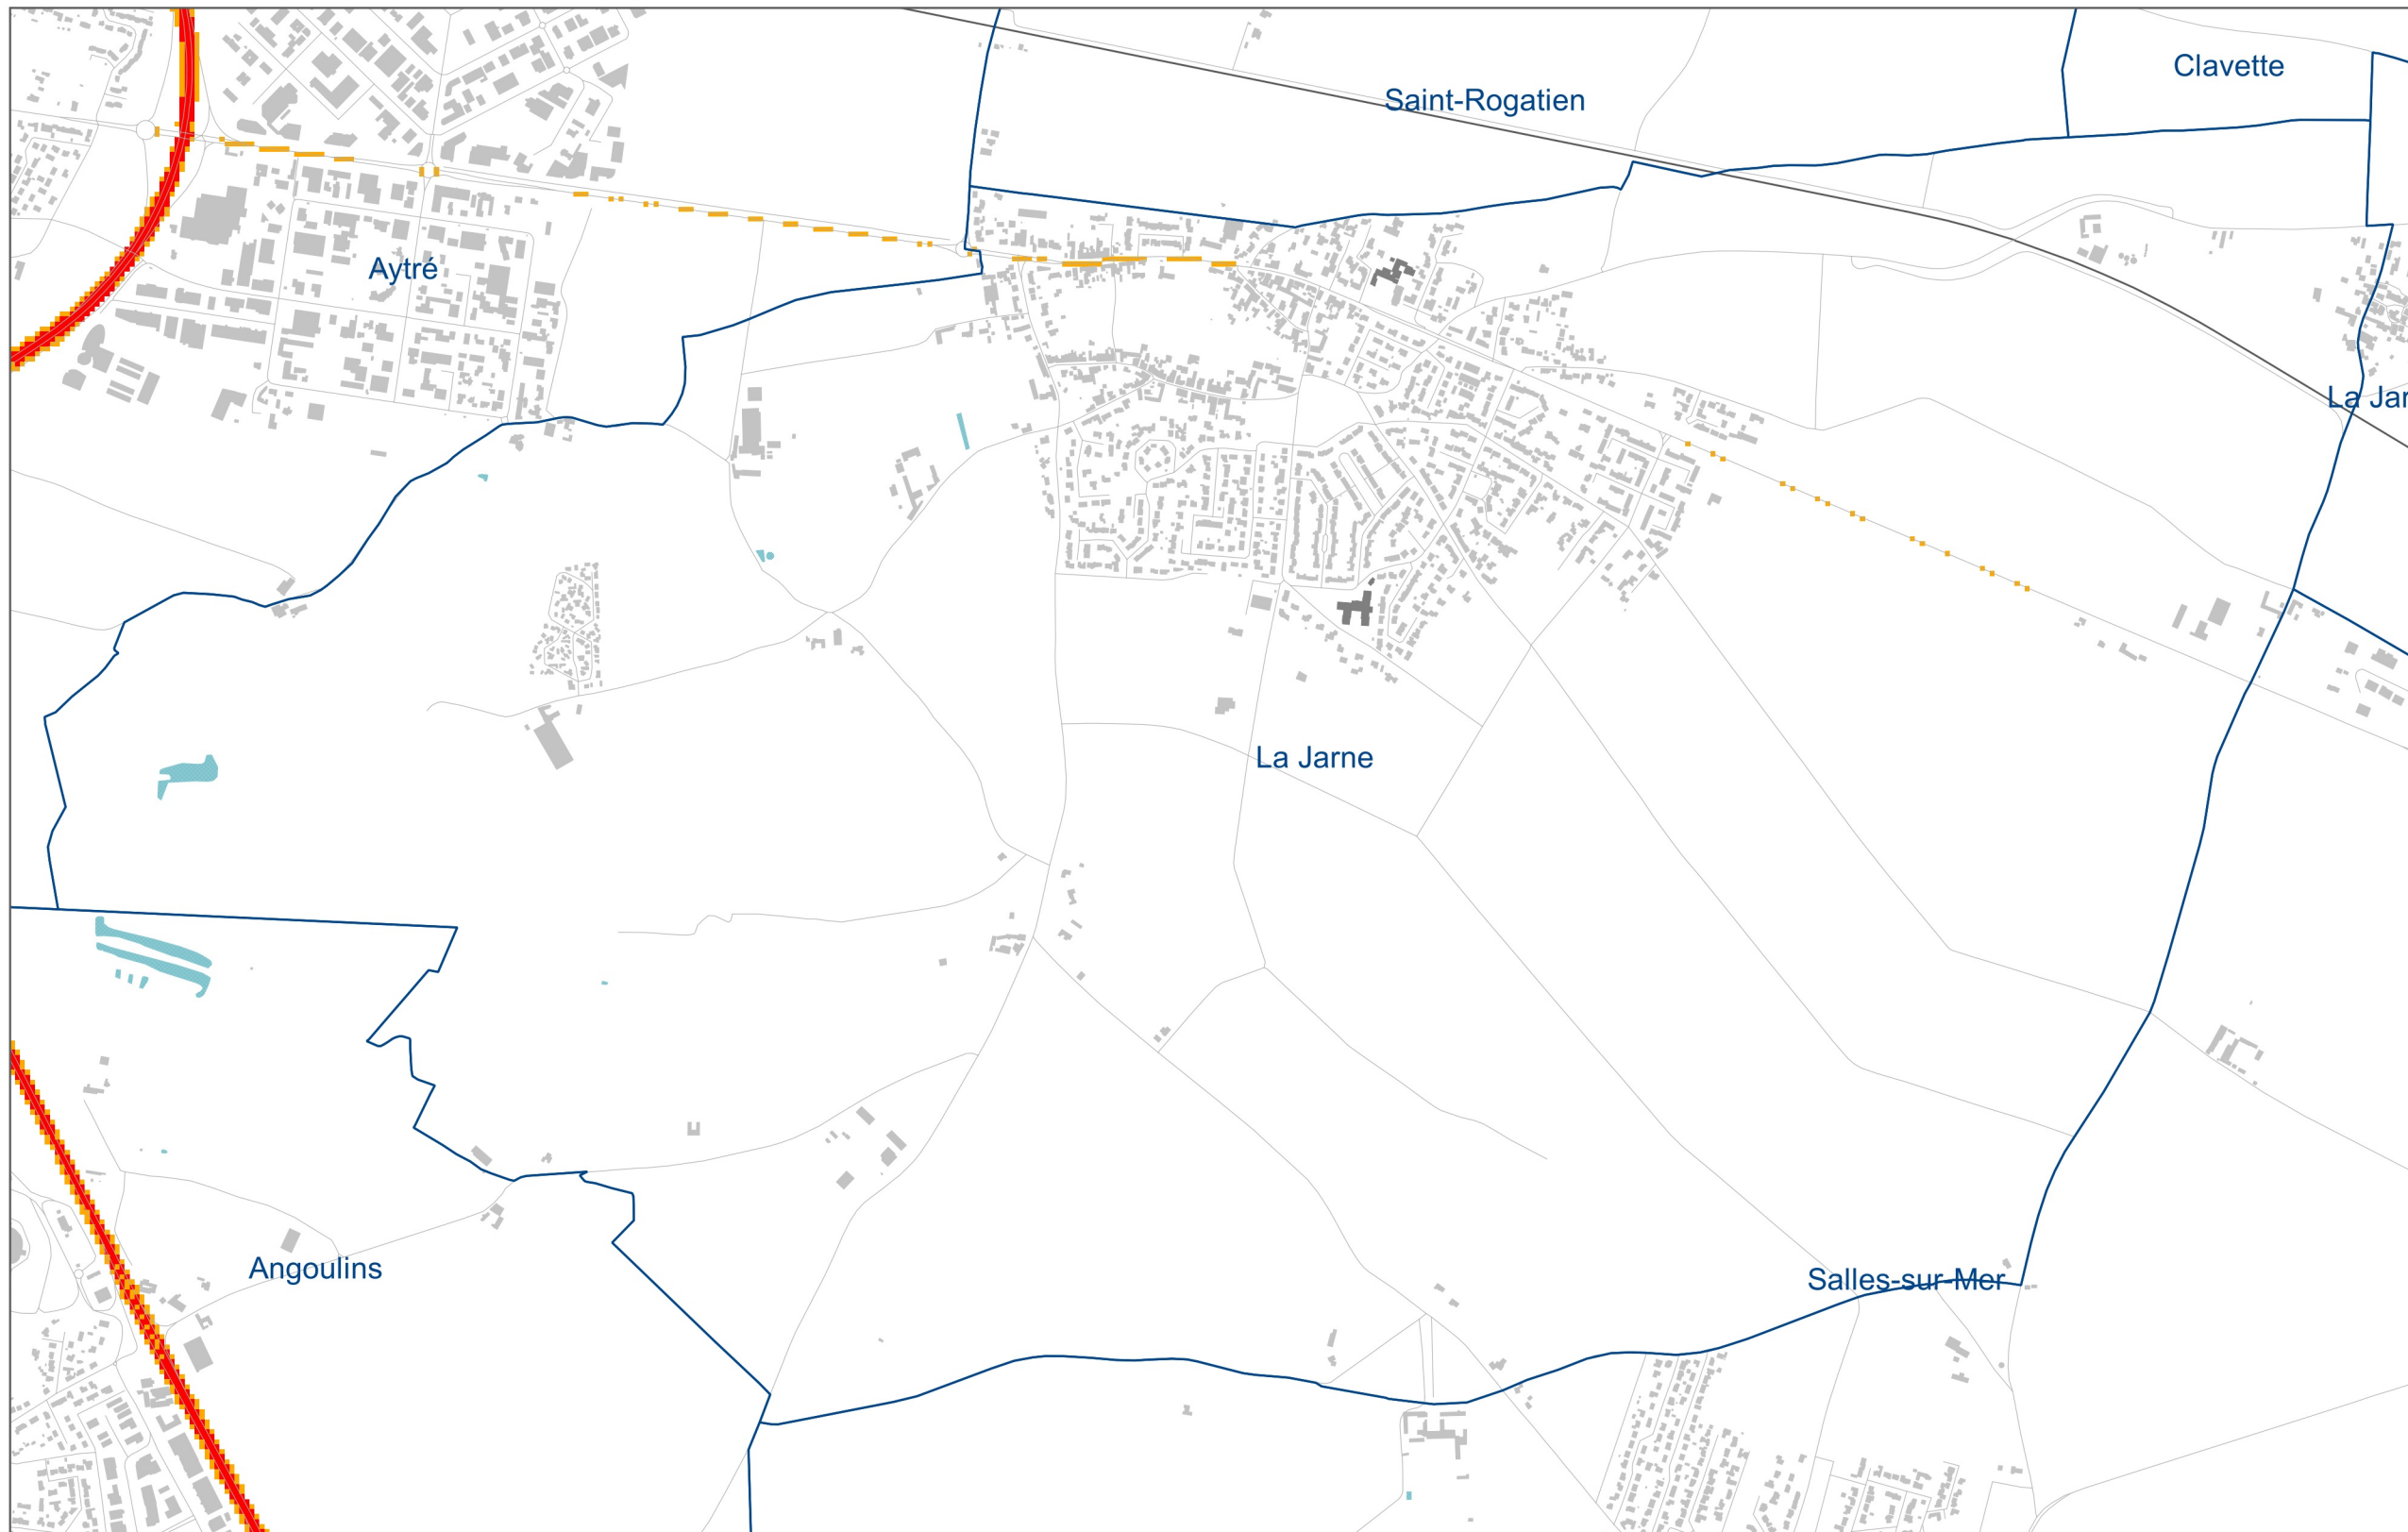 Clavette
Saint-Rogatien
Aytré
La Jar
La Jarne
Angoulins
Salles-sur-Mer